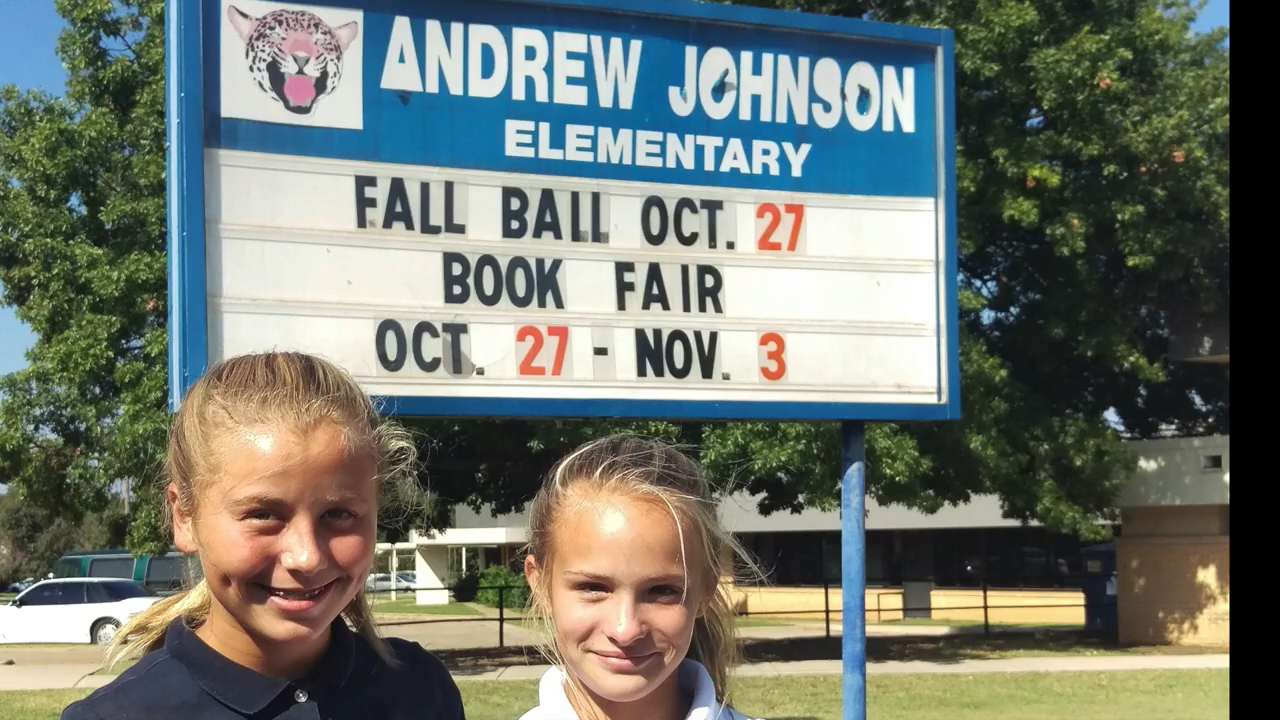 ANDREW JOHNSON
ELEMENTARY
FALL BALL OCT. 27
BOOK FAIR
OCT. 27 - NOV. 3